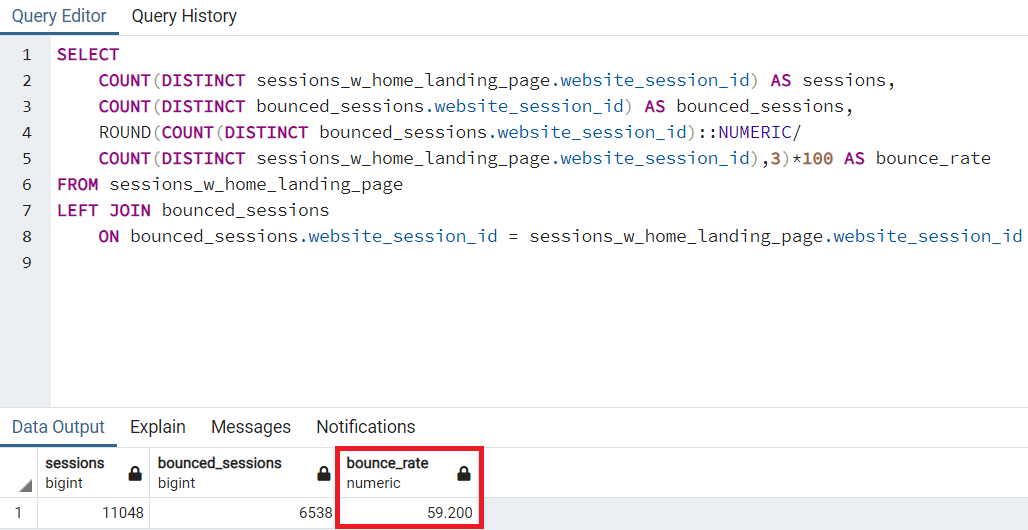 Query Editor Query History
1 SELECT
2 COUNT(DISTINCT sessions_w_home_landing_page.website_session_id) AS sessions,
3 COUNT(DISTINCT bounced_sessions.website_session_id) AS bounced_sessions,
4 ROUND(COUNT(DISTINCT bounced_sessions.website_session_id)::NUMERIC/
5 COUNT(DISTINCT sessions_w_home_landing_page.website_session_id),3)*100 AS bounce_rate
6 FROM sessions_w_home_landing_page
7 LEFT JOIN bounced_sessions
8 ON bounced_sessions.website_session_id = sessions_w_home_landing_page.website_session_id
9
Data Output Explain Messages Notifications
sessions bounced_sessions bounce_rate
bigint bigint numeric
1 11048 6538 59.200